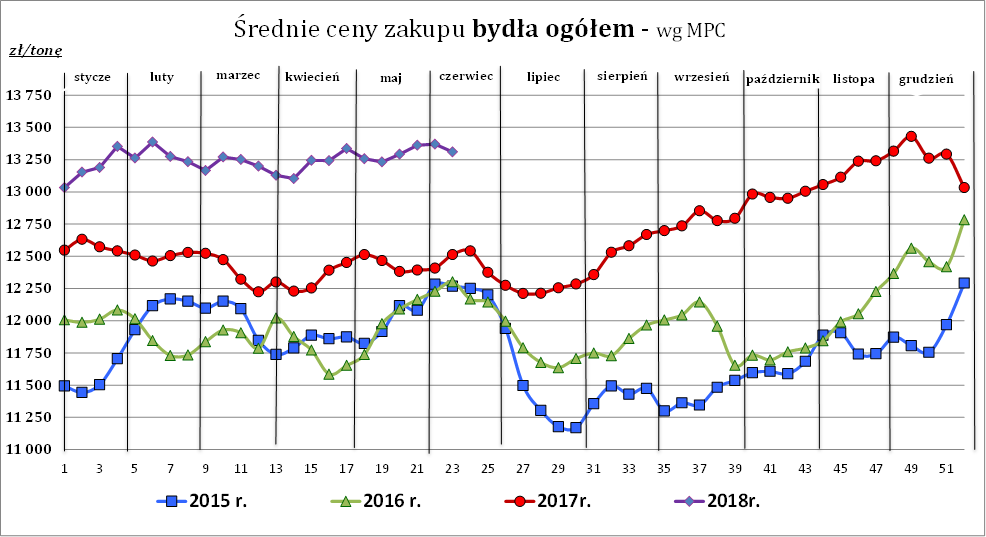 Średnie ceny zakupu bydła ogółem - wg MPC
zł/tonę
stycze luty marzec kwiecień maj czerwiec lipiec sierpień wrzesień październik listopa grudzień
13 750
13 500
13 250
13 000
12 750
12 500
12 250
12 000
11 750
11 500
11 250
11 000
1 3 5 7 9 11 13 15 17 19 21 23 25 27 29 31 33 35 37 39 41 43 45 47 49 51
2015 r. 2016 r. 2017r. 2018r.